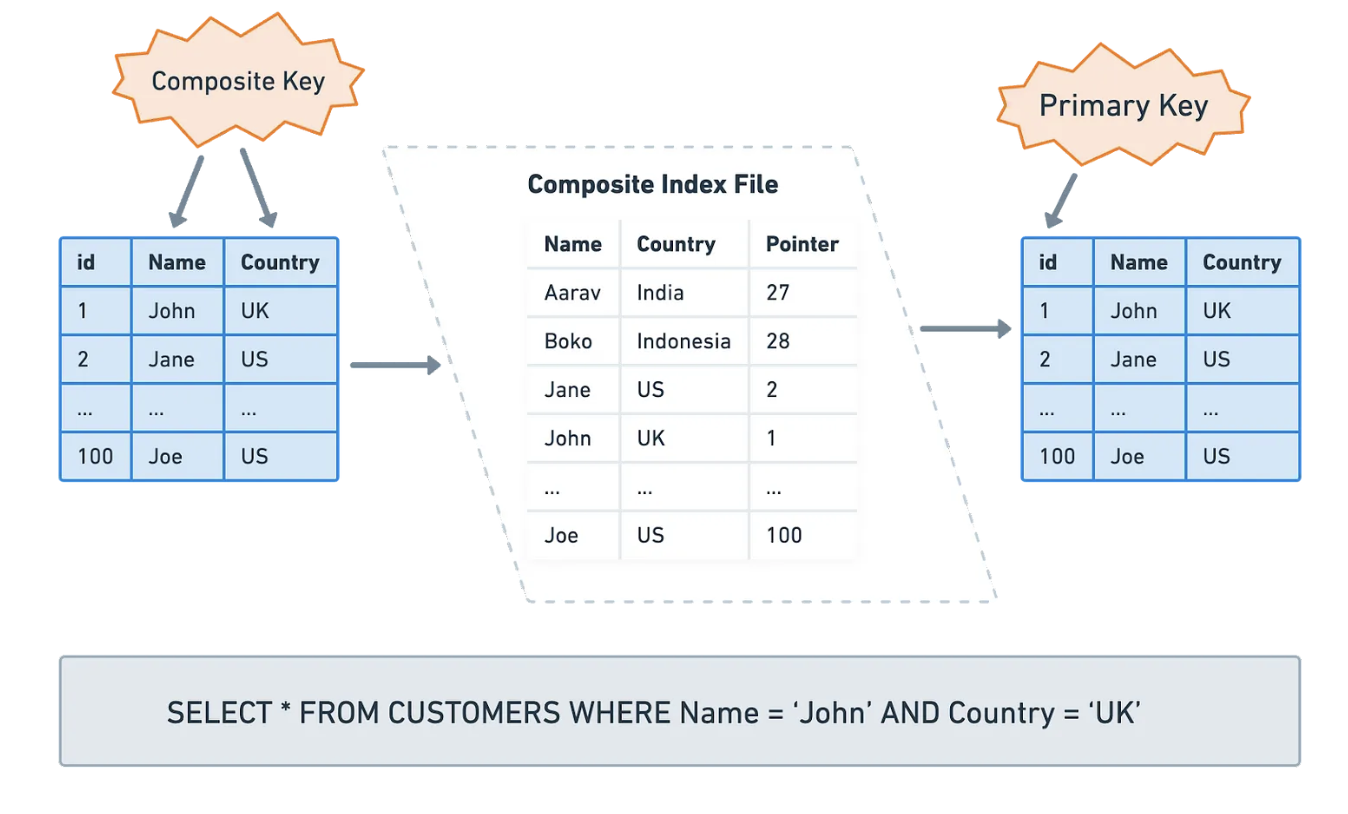 Composite Key
Primary Key
Composite Index File
id Name Country
1 John UK
2 Jane US
... ... ...
100 Joe US
Name Country Pointer
Aarav India 27
Boko Indonesia 28
Jane US 2
John UK 1
... ... ...
Joe US 100
id Name Country
1 John UK
2 Jane US
... ... ...
100 Joe US
SELECT * FROM CUSTOMERS WHERE Name = ‘John’ AND Country = ‘UK’